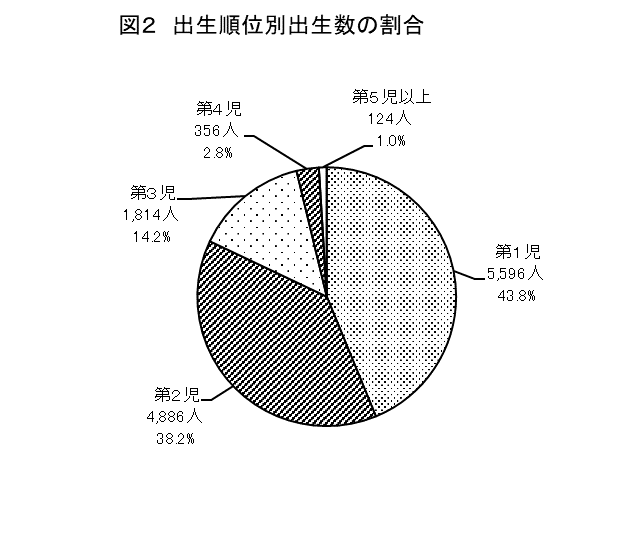 図2 出生順位別出生数の割合
第5児以上
124人
1.0%
第4児
356人
2.8%
第3児
1,814人
14.2%
第1児
5,596人
43.8%
第2児
4,886人
38.2%